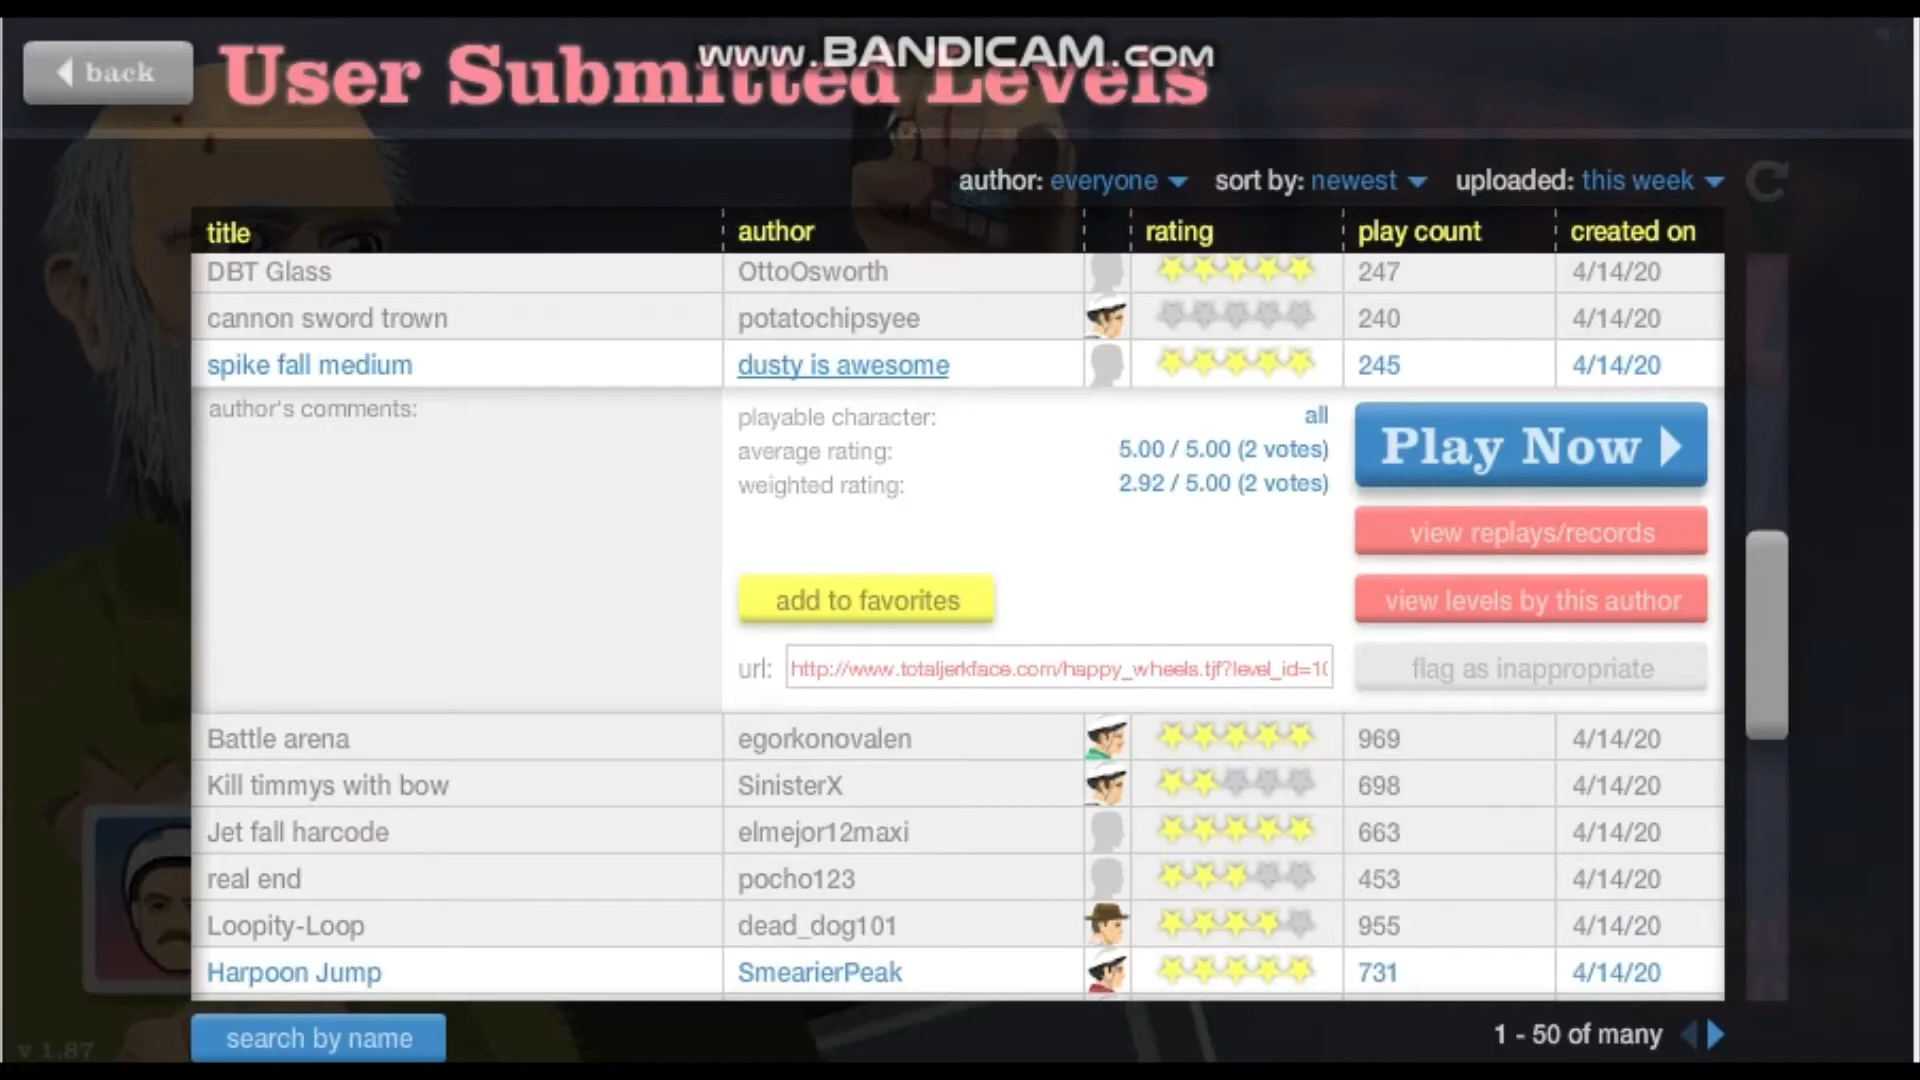 www.BANDICAM.com
back
User Submitted Levels
author: everyone sort by: newest uploaded: this week
title author rating play count created on
DBT Glass OttoOsworth 247 4/14/20
cannon sword trown potatochipsyee 240 4/14/20
spike fall medium dusty is awesome 245 4/14/20
author's comments:
playable character: all
average rating: 5.00 / 5.00 (2 votes)
weighted rating: 2.92 / 5.00 (2 votes)
Play Now
view replays/records
add to favorites
view levels by this author
url: http://www.totaljerkface.com/happy_wheels.tjf?level_id=10
flag as inappropriate
Battle arena egorkonovalen 969 4/14/20
Kill timmys with bow SinisterX 698 4/14/20
Jet fall harcode elmejor12maxi 663 4/14/20
real end pocho123 453 4/14/20
Loopity-Loop dead_dog101 955 4/14/20
Harpoon Jump SmearierPeak 731 4/14/20
search by name
1 - 50 of many
v 1.87